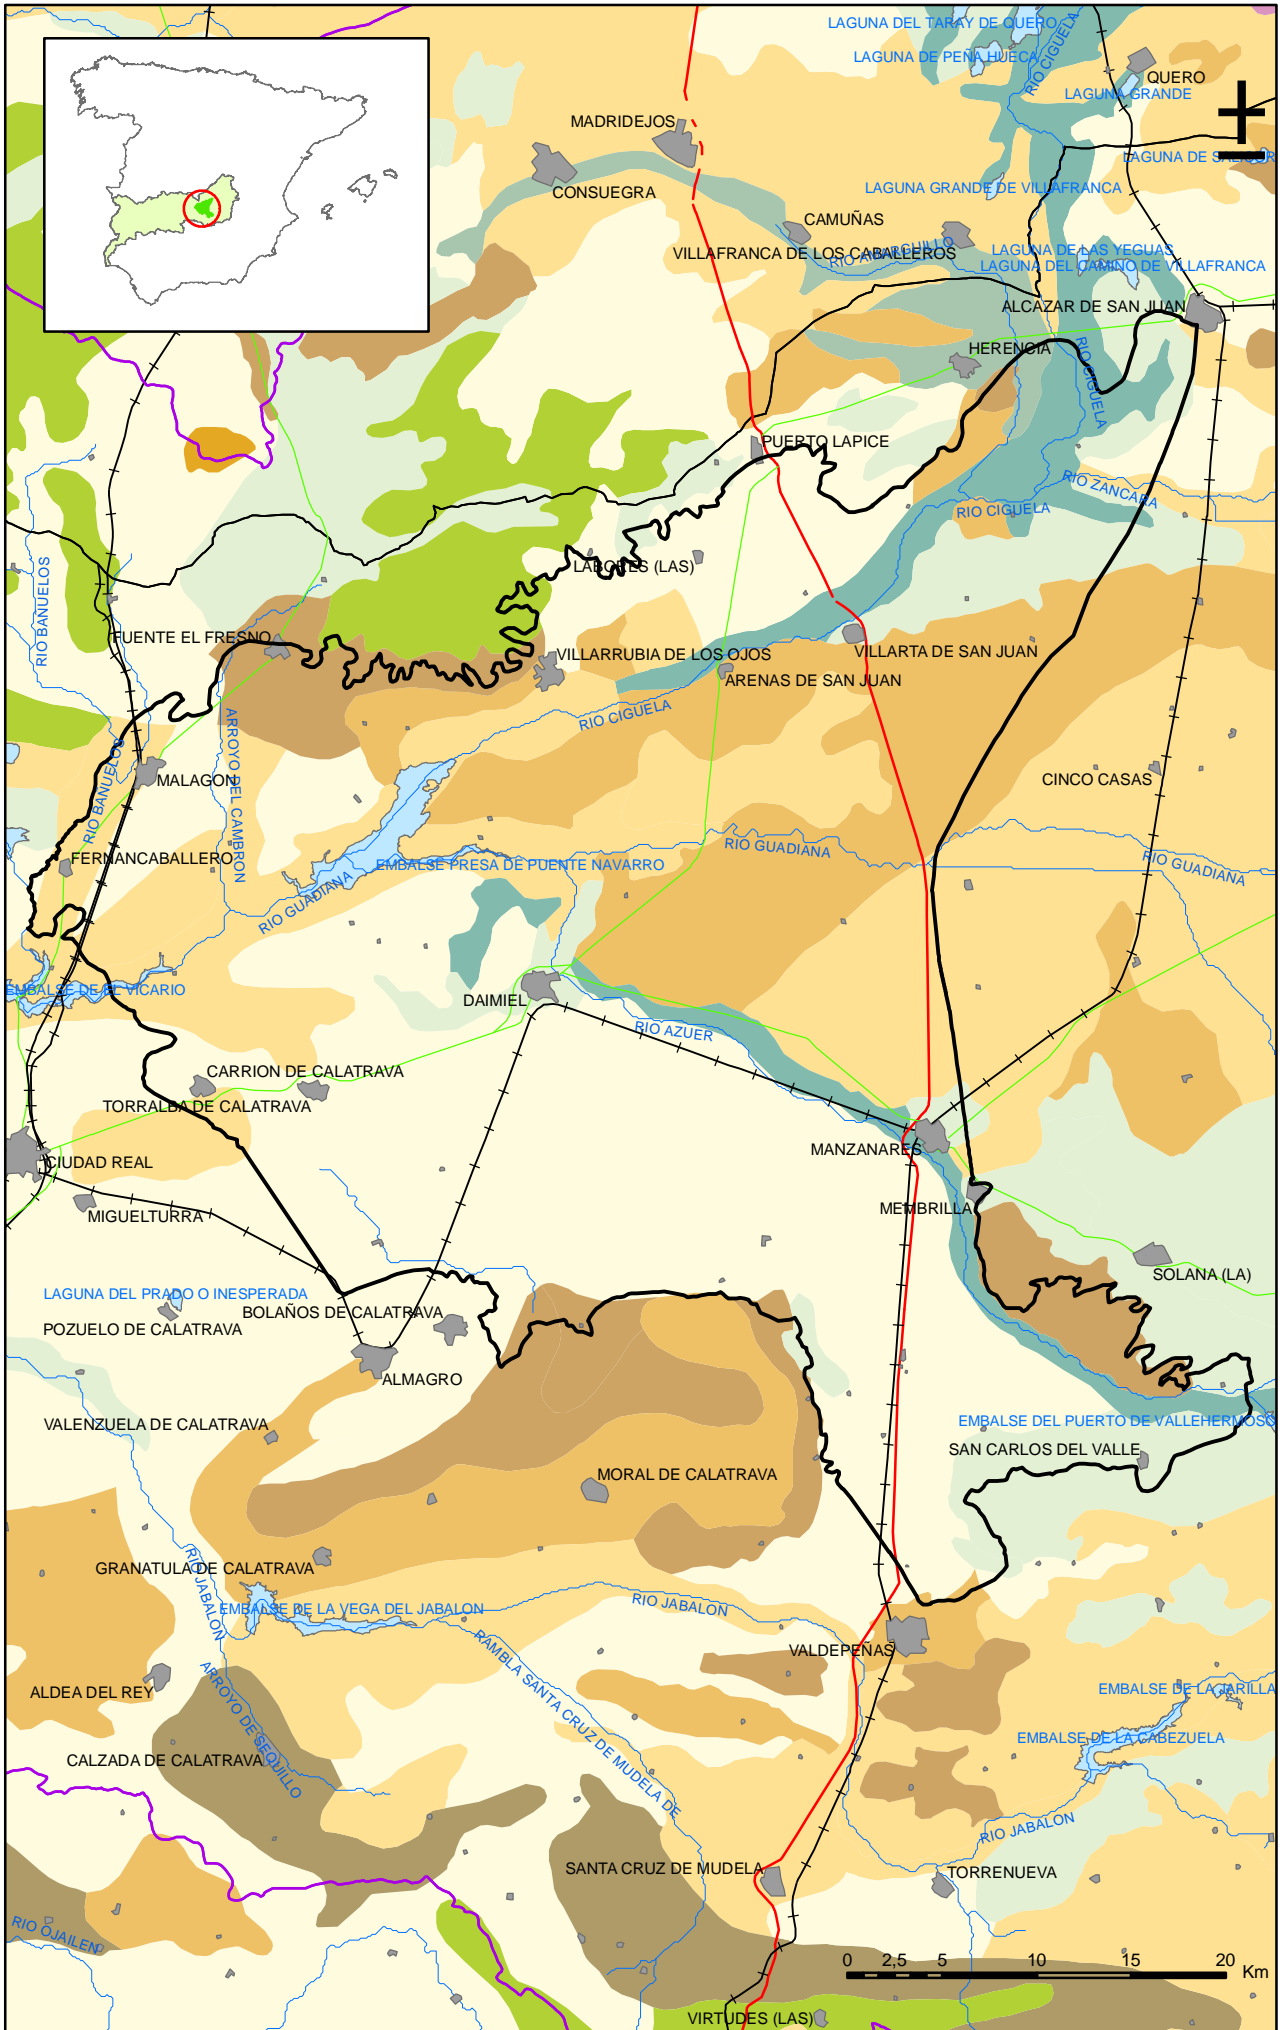 LAGUNA DEL TARAY DE QUERO
LAGUNA DE PEÑA HUECA
RIO CIGUELA
QUERO
LAGUNA GRANDE
MADRIDEJOS
LAGUNA DE
CONSUEGRA
LAGUNA GRANDE DE VILLAFRANCA
CAMUÑAS
VILLAFRANCA DE LOS CABALLEROS
RIO AMARGUILLO
LAGUNA DE LAS YEGUAS
LAGUNA DEL CAMINO DE VILLAFRANCA
ALCAZAR DE SAN JUAN
HERENCIA
RIO CIGUELA
PUERTO LAPICE
RIO ZANCARA
RIO CIGUELA
LABORES (LAS)
RIO BAÑUELOS
FUENTE EL FRESNO
VILLARRUBIA DE LOS OJOS
VILLARTA DE SAN JUAN
ARENAS DE SAN JUAN
RIO CIGUELA
ARROYO DEL CAMBRON
RIO BAÑUELOS
MALAGON
CINCO CASAS
FERNANCABALLERO
EMBALSE PRESA DE PUENTE NAVARRO
RIO GUADIANA
RIO GUADIANA
RIO GUADIANA
EMBALSE DE EL VICARIO
DAIMIEL
RIO AZUER
CARRION DE CALATRAVA
TORRALBA DE CALATRAVA
MANZANARES
CIUDAD REAL
MIGUELTURRA
MEMBRILLA
SOLANA (LA)
LAGUNA DEL PRADO O INESPERADA
BOLAÑOS DE CALATRAVA
POZUELO DE CALATRAVA
ALMAGRO
VALENZUELA DE CALATRAVA
EMBALSE DEL PUERTO DE VALLEHERMOSO
SAN CARLOS DEL VALLE
MORAL DE CALATRAVA
GRANATULA DE CALATRAVA
RIO JABALON
EMBALSE DE LA VEGA DEL JABALON
RIO JABALON
RAMBLA SANTA CRUZ DE MUDELA DE
VALDEPEÑAS
ALDEA DEL REY
ARROYO DE SEQUILLO
EMBALSE DE LA JARILLA
EMBALSE DE LA CABEZUELA
CALZADA DE CALATRAVA
RIO JABALON
SANTA CRUZ DE MUDELA
TORRENUEVA
RIO OJAILEN
0 2,5 5 10 15 20
Km
VIRTUDES (LAS)